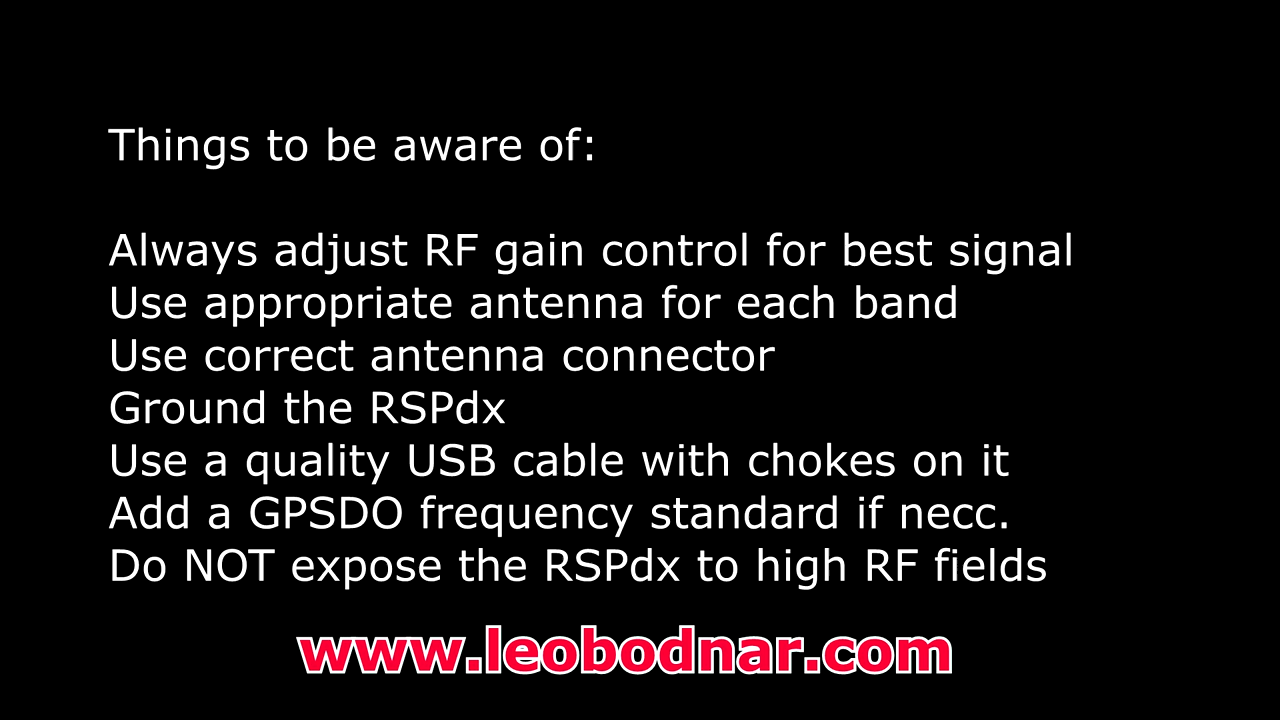 Things to be aware of:
Always adjust RF gain control for best signal
Use appropriate antenna for each band
Use correct antenna connector
Ground the RSPdx
Use a quality USB cable with chokes on it
Add a GPSDO frequency standard if necc.
Do NOT expose the RSPdx to high RF fields
www.leobodnar.com